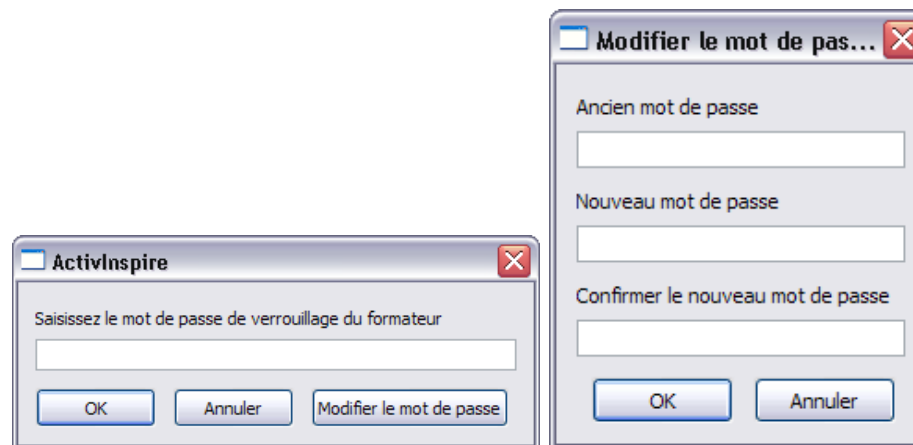 ActivInspire
Saisissez le mot de passe de verrouillage du formateur
OK
Annuler
Modifier le mot de passe
Modifier le mot de pas...
Ancien mot de passe
Nouveau mot de passe
Confirmer le nouveau mot de passe
OK
Annuler